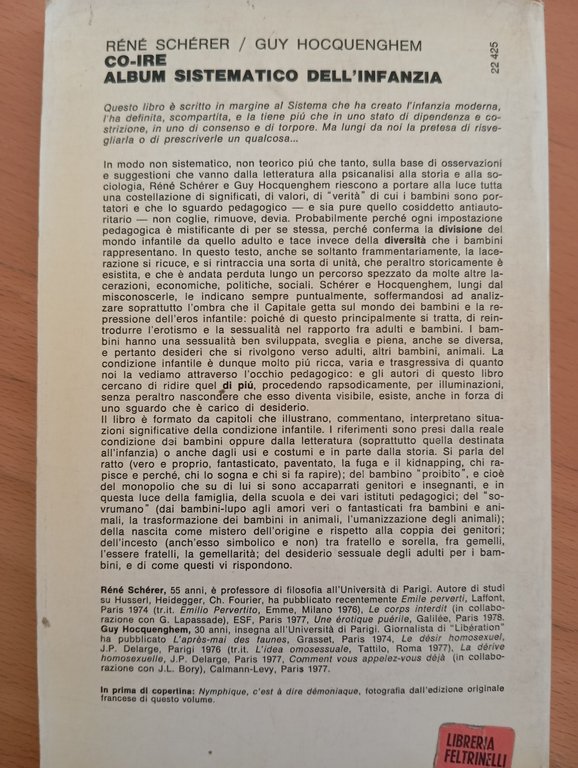 RÉNÉ SCHÉRER / GUY HOCQUENGHEM
CO-IRE
ALBUM SISTEMATICO DELL'INFANZIA
22 425
Questo libro è scritto in margine al Sistema che ha creato l'infanzia moderna,
l'ha definita, scompartita, e la tiene piú che in uno stato di dipendenza e co-
strizione, in uno di consenso e di torpore. Ma lungi da noi la pretesa di risve-
gliarla o di prescriverle un qualcosa...
In modo non sistematico, non teorico piú che tanto, sulla base di osservazioni
e suggestioni che vanno dalla letteratura alla psicanalisi alla storia e alla so-
ciologia, Réné Schérer e Guy Hocquenghem riescono a portare alla luce tutta
una costellazione di significati, di valori, di "verità" di cui i bambini sono por-
tatori e che lo sguardo pedagogico — e sia pure quello cosiddetto antiauto-
ritario — non coglie, rimuove, devia. Probabilmente perché ogni impostazione
pedagogica è mistificante di per se stessa, perché conferma la divisione del
mondo infantile da quello adulto e tace invece della diversità che i bambini
rappresentano. In questo testo, anche se soltanto frammentariamente, la lace-
razione si ricuce, e si rintraccia una sorta di unità, che peraltro storicamente è
esistita, e che è andata perduta lungo un percorso spezzato da molte altre la-
cerazioni, economiche, politiche, sociali. Schérer e Hocquenghem, lungi dal
misconoscerle, le indicano sempre puntualmente, soffermandosi ad analiz-
zare soprattutto l'ombra che il Capitale getta sul mondo dei bambini e la re-
pressione dell'eros infantile: poiché di questo principalmente si tratta, di rein-
trodurre l'erotismo e la sessualità nel rapporto fra adulti e bambini. I bam-
bini hanno una sessualità ben sviluppata, sveglia e piena, anche se diversa,
e pertanto desideri che si rivolgono verso adulti, altri bambini, animali. La
condizione infantile è dunque molto piú ricca, varia e trasgressiva di quanto
noi la vediamo attraverso l'occhio pedagogico: e gli autori di questo libro
cercano di ridire quel di piú, procedendo rapsodicamente, per illuminazioni,
senza peraltro nascondere che esso diventa visibile, esiste, anche in forza di
uno sguardo che è carico di desiderio.
Il libro è formato da capitoli che illustrano, commentano, interpretano situa-
zioni significative della condizione infantile. I riferimenti sono presi dalla reale
condizione dai bambini oppure dalla letteratura (soprattutto quella destinata
all'infanzia) o anche dagli usi e costumi e in parte dalla storia. Si parla del
ratto (vero e proprio, fantasticato, paventato, la fuga e il kidnapping, chi ra-
pisce e perché, chi lo sogna e chi si fa rapire); del bambino "proibito", e cioè
del monopolio che su di lui si sono accaparrati genitori e insegnanti, e in
questa luce della famiglia, della scuola e dei vari istituti pedagogici; del "so-
vrumano" (dai bambini-lupo agli amori veri o fantasticati fra bambini e ani-
mali, la trasformazione dei bambini in animali, l'umanizzazione degli animali);
della nascita come mistero dell'origine e rispetto alla coppia dei genitori;
dell'incesto (anch'esso simbolico e non) tra fratello e sorella, fra gemelli,
l'essere fratelli, la gemellarità; del desiderio sessuale degli adulti per i bam-
bini, e di come questi vi rispondono.
Réné Schérer, 55 anni, è professore di filosofia all'Università di Parigi. Autore di studi
su Husserl, Heidegger, Ch. Fourier, ha pubblicato recentemente Emile perverti, Laffont,
Paris 1974 (tr.it. Emilio Pervertito, Emme, Milano 1976), Le corps interdit (in collabo-
razione con G. Lapassade), ESF, Paris 1977, Une érotique puérile, Galilée, Paris 1978.
Guy Hocquenghem, 30 anni, insegna all'Università di Parigi. Giornalista di "Libération"
ha pubblicato L'après-mai des faunes, Grasset, Paris 1974, Le désir homosexuel,
J.P. Delarge, Parigi 1976 (tr.it. L'idea omosessuale, Tattilo, Roma 1977), La dérive
homosexuelle, J.P. Delarge, Paris 1977, Comment vous appelez-vous déjà (in collabo-
razione con J.L. Bory), Calmann-Levy, Paris 1977.
In prima di copertina: Nymphique, c'est à dire démoniaque, fotografia dall'edizione originale
francese di questo volume.
LIBRERIA
FELTRINELLI